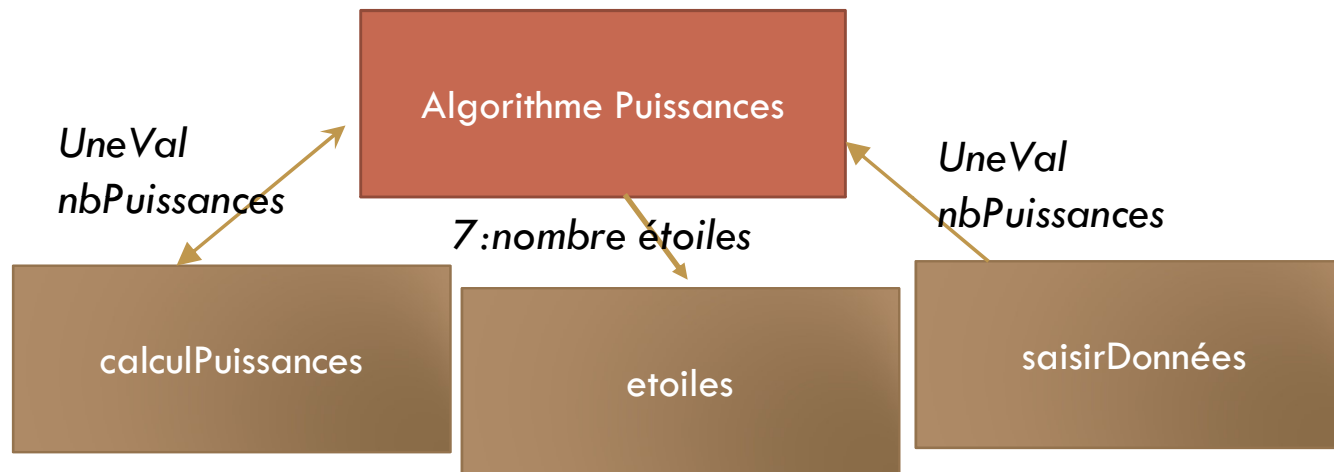 Algorithme Puissances
UneVal
nbPuissances
7:nombre étoiles
UneVal
nbPuissances
calculPuissances
etoiles
saisirDonnées